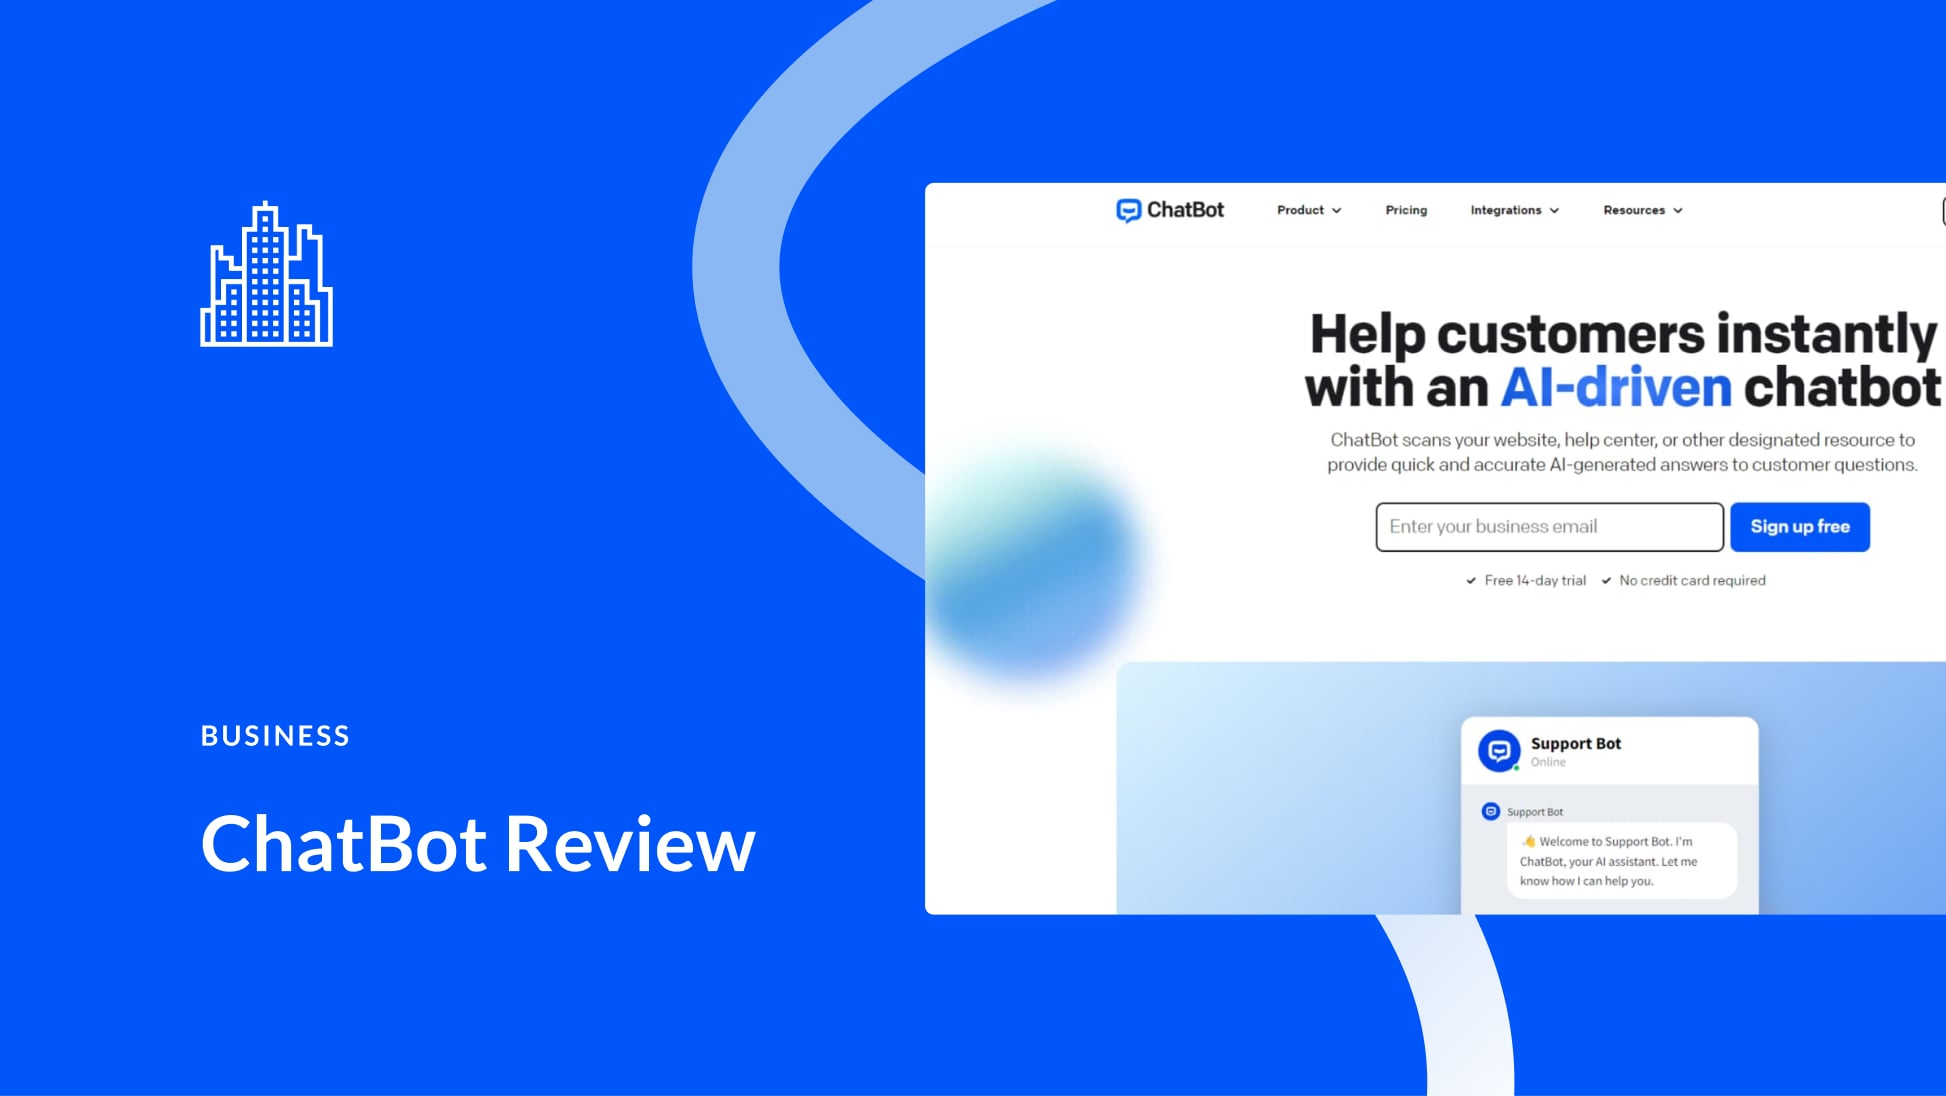 BUSINESS
ChatBot Review
ChatBot
Product
Pricing
Integrations
Resources
Help customers instantly
with an AI-driven chatbot
ChatBot scans your website, help center, or other designated resource to
provide quick and accurate AI-generated answers to customer questions.
Enter your business email
Sign up free
Free 14-day trial
No credit card required
Support Bot
Online
Support Bot
👋 Welcome to Support Bot. I'm
ChatBot, your AI assistant. Let me
know how I can help you.